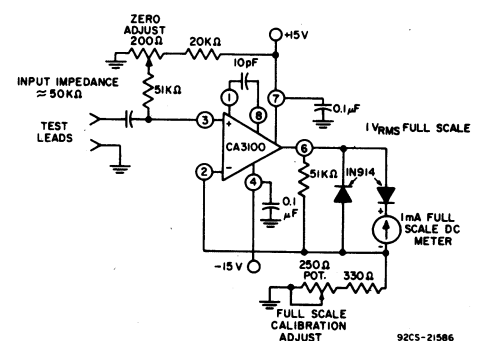 ZERO
ADJUST
200Ω
20KΩ
+15V
10pF
INPUT IMPEDANCE
≈50KΩ
51KΩ
1
8
7
0.1µF
1VRMS FULL SCALE
TEST
LEADS
3
+
CA3100
6
1N914
2
-
4
51KΩ
0.1
µF
+
1mA FULL
SCALE DC
METER
-
-15V
250Ω
POT.
330Ω
FULL SCALE
CALIBRATION
ADJUST
92CS-21586